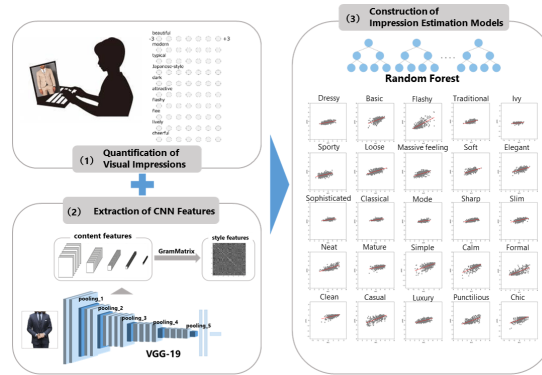 beautiful
-3
+3
modern
typical
Japanese-style
dark
attractive
flashy
lively
cheerful
(1) Quantification of
Visual Impressions
(2) Extraction of CNN Features
content features
GramMatrix
style features
pooling_1
pooling_2
pooling_3
pooling_4
pooling_5
VGG-19
(3) Construction of
Impression Estimation Models
Random Forest
Dressy Basic Flashy Traditional Ivy
Sporty Loose Massive feeling Soft Elegant
Sophisticated Classical Mode Sharp Slim
Neat Mature Simple Calm Formal
Clean Casual Luxury Punctilious Chic